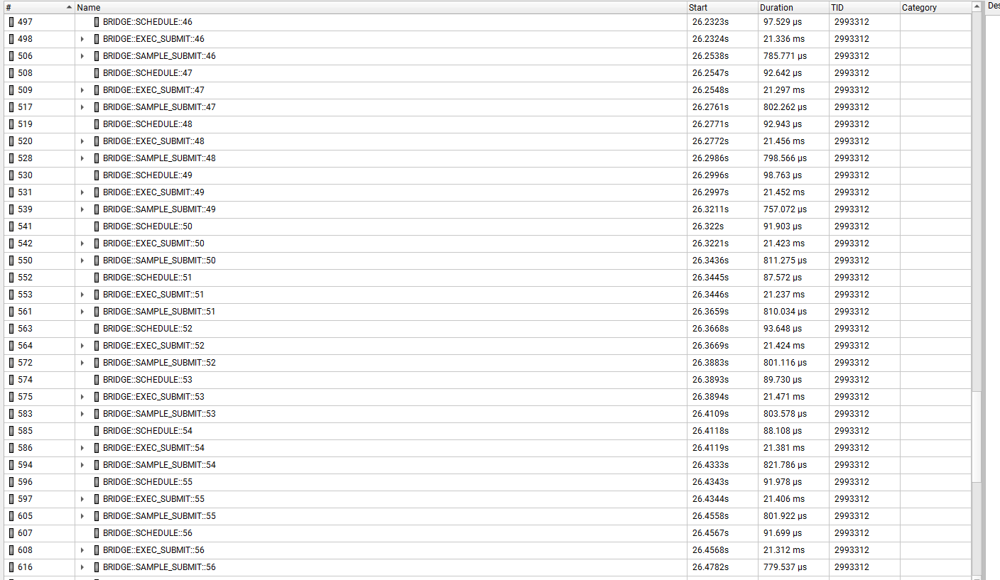 # Name Start Duration TID Category Des
497 BRIDGE::SCHEDULE::46 26.2323s 97.529 µs 2993312
498 BRIDGE::EXEC_SUBMIT::46 26.2324s 21.336 ms 2993312
506 BRIDGE::SAMPLE_SUBMIT::46 26.2538s 785.771 µs 2993312
508 BRIDGE::SCHEDULE::47 26.2547s 92.642 µs 2993312
509 BRIDGE::EXEC_SUBMIT::47 26.2548s 21.297 ms 2993312
517 BRIDGE::SAMPLE_SUBMIT::47 26.2761s 802.262 µs 2993312
519 BRIDGE::SCHEDULE::48 26.2771s 92.943 µs 2993312
520 BRIDGE::EXEC_SUBMIT::48 26.2772s 21.456 ms 2993312
528 BRIDGE::SAMPLE_SUBMIT::48 26.2986s 798.566 µs 2993312
530 BRIDGE::SCHEDULE::49 26.2996s 98.763 µs 2993312
531 BRIDGE::EXEC_SUBMIT::49 26.2997s 21.452 ms 2993312
539 BRIDGE::SAMPLE_SUBMIT::49 26.3211s 757.072 µs 2993312
541 BRIDGE::SCHEDULE::50 26.322s 91.903 µs 2993312
542 BRIDGE::EXEC_SUBMIT::50 26.3221s 21.423 ms 2993312
550 BRIDGE::SAMPLE_SUBMIT::50 26.3436s 811.275 µs 2993312
552 BRIDGE::SCHEDULE::51 26.3445s 87.572 µs 2993312
553 BRIDGE::EXEC_SUBMIT::51 26.3446s 21.237 ms 2993312
561 BRIDGE::SAMPLE_SUBMIT::51 26.3659s 810.034 µs 2993312
563 BRIDGE::SCHEDULE::52 26.3668s 93.648 µs 2993312
564 BRIDGE::EXEC_SUBMIT::52 26.3669s 21.424 ms 2993312
572 BRIDGE::SAMPLE_SUBMIT::52 26.3883s 801.116 µs 2993312
574 BRIDGE::SCHEDULE::53 26.3893s 89.730 µs 2993312
575 BRIDGE::EXEC_SUBMIT::53 26.3894s 21.471 ms 2993312
583 BRIDGE::SAMPLE_SUBMIT::53 26.4109s 803.578 µs 2993312
585 BRIDGE::SCHEDULE::54 26.4118s 88.108 µs 2993312
586 BRIDGE::EXEC_SUBMIT::54 26.4119s 21.381 ms 2993312
594 BRIDGE::SAMPLE_SUBMIT::54 26.4333s 821.786 µs 2993312
596 BRIDGE::SCHEDULE::55 26.4343s 91.978 µs 2993312
597 BRIDGE::EXEC_SUBMIT::55 26.4344s 21.406 ms 2993312
605 BRIDGE::SAMPLE_SUBMIT::55 26.4558s 801.922 µs 2993312
607 BRIDGE::SCHEDULE::56 26.4567s 91.699 µs 2993312
608 BRIDGE::EXEC_SUBMIT::56 26.4568s 21.312 ms 2993312
616 BRIDGE::SAMPLE_SUBMIT::56 26.4782s 779.537 µs 2993312